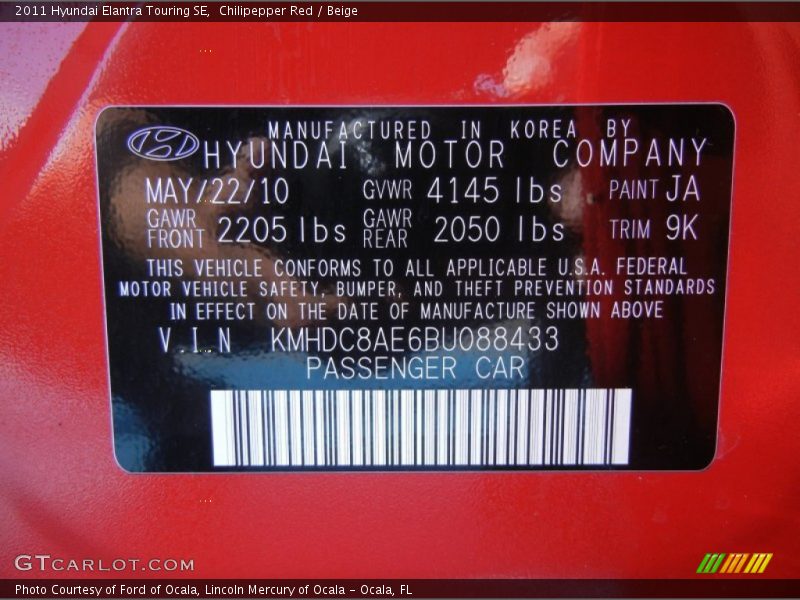 2011 Hyundai Elantra Touring SE, Chilipepper Red / Beige
MANUFACTURED IN KOREA BY
HYUNDAI MOTOR COMPANY
MAY/22/10 GVWR 4145 lbs PAINT JA
GAWR FRONT 2205 lbs GAWR REAR 2050 lbs TRIM 9K
THIS VEHICLE CONFORMS TO ALL APPLICABLE U.S.A. FEDERAL
MOTOR VEHICLE SAFETY, BUMPER, AND THEFT PREVENTION STANDARDS
IN EFFECT ON THE DATE OF MANUFACTURE SHOWN ABOVE
V.I.N KMHDC8AE6BU088433
PASSENGER CAR
GTCARLOT.COM
Photo Courtesy of Ford of Ocala, Lincoln Mercury of Ocala - Ocala, FL